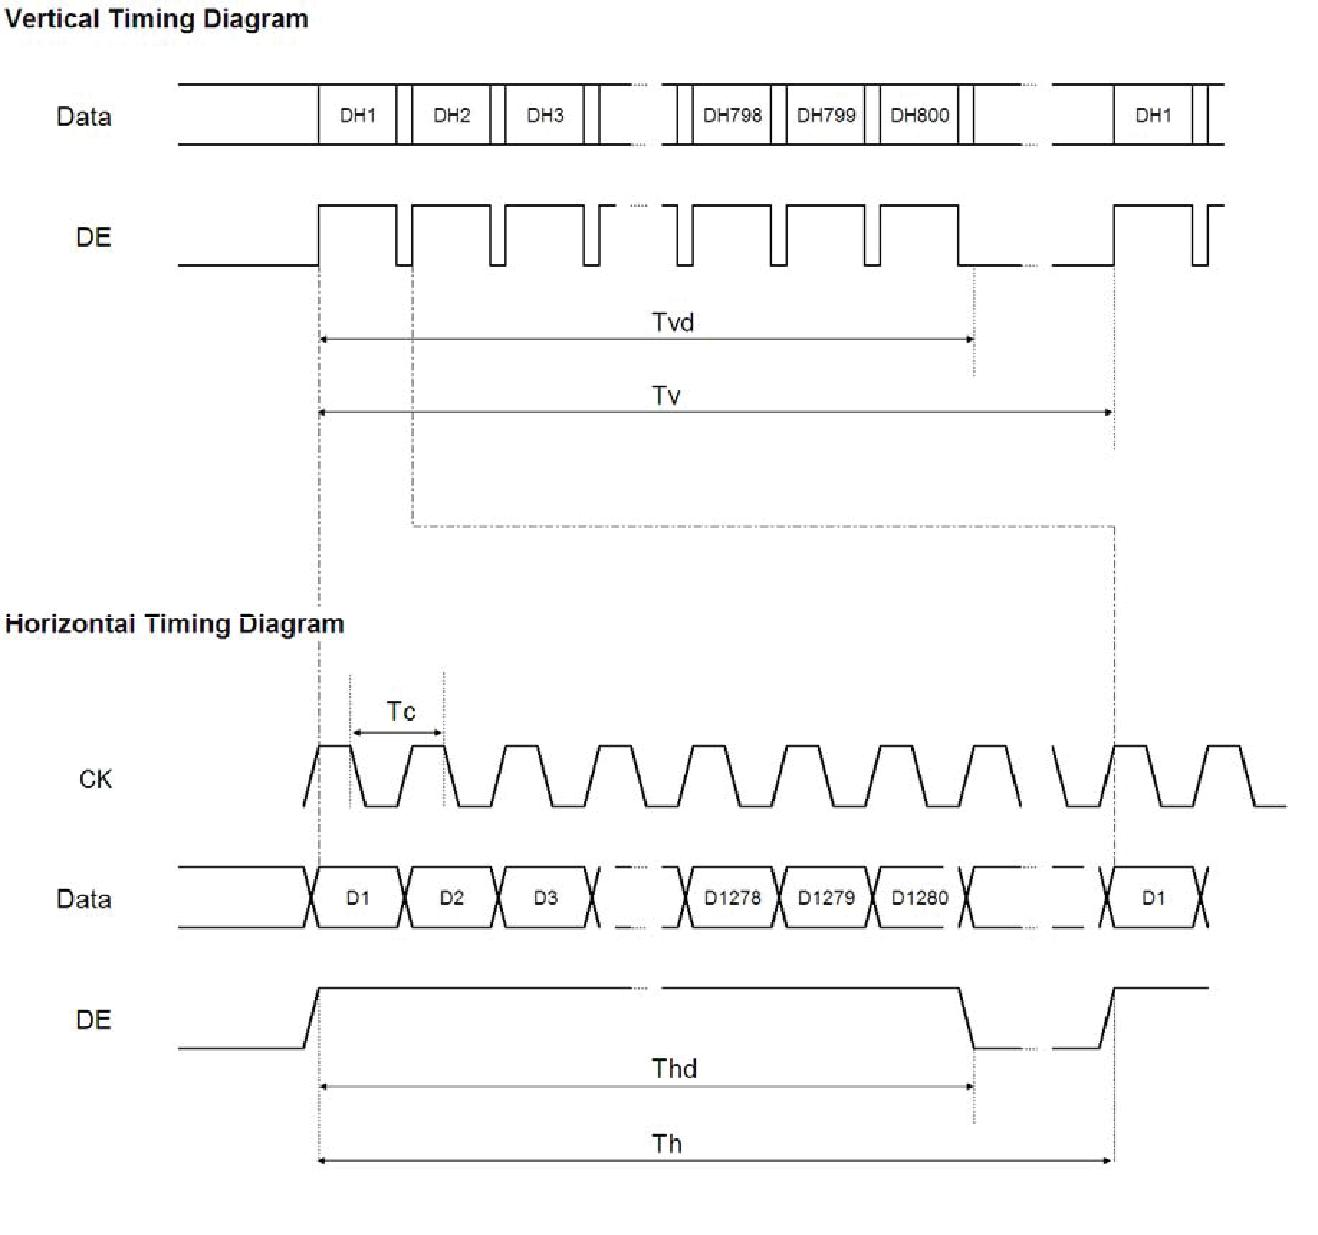 Vertical Timing Diagram
Data DH1 DH2 DH3 DH798 DH799 DH800 DH1
DE
Tvd
Tv
Horizontai Timing Diagram
Tc
CK
Data D1 D2 D3 D1278 D1279 D1280 D1
DE
Thd
Th